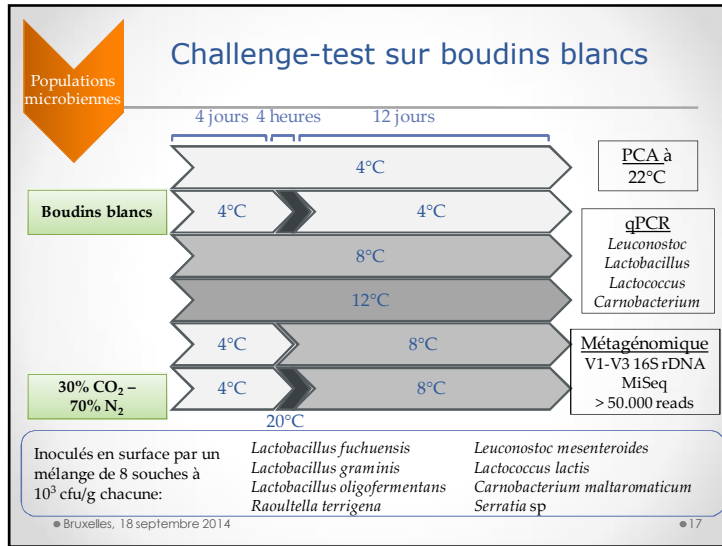 Challenge-test sur boudins blancs
Populations
microbiennes
4 jours 4 heures 12 jours
4°C
PCA à
22°C
Boudins blancs
4°C
4°C
qPCR
Leuconostoc
Lactobacillus
Lactococcus
Carnobacterium
8°C
12°C
4°C
8°C
Métagénomique
V1-V3 16S rDNA
MiSeq
> 50.000 reads
30% CO₂ –
70% N₂
4°C
8°C
20°C
Inoculés en surface par un
mélange de 8 souches à
10³ cfu/g chacune:
Lactobacillus fuchuensis
Lactobacillus graminis
Lactobacillus oligofermentans
Raoultella terrigena
Leuconostoc mesenteroides
Lactococcus lactis
Carnobacterium maltaromaticum
Serratia sp
● Bruxelles, 18 septembre 2014
●17